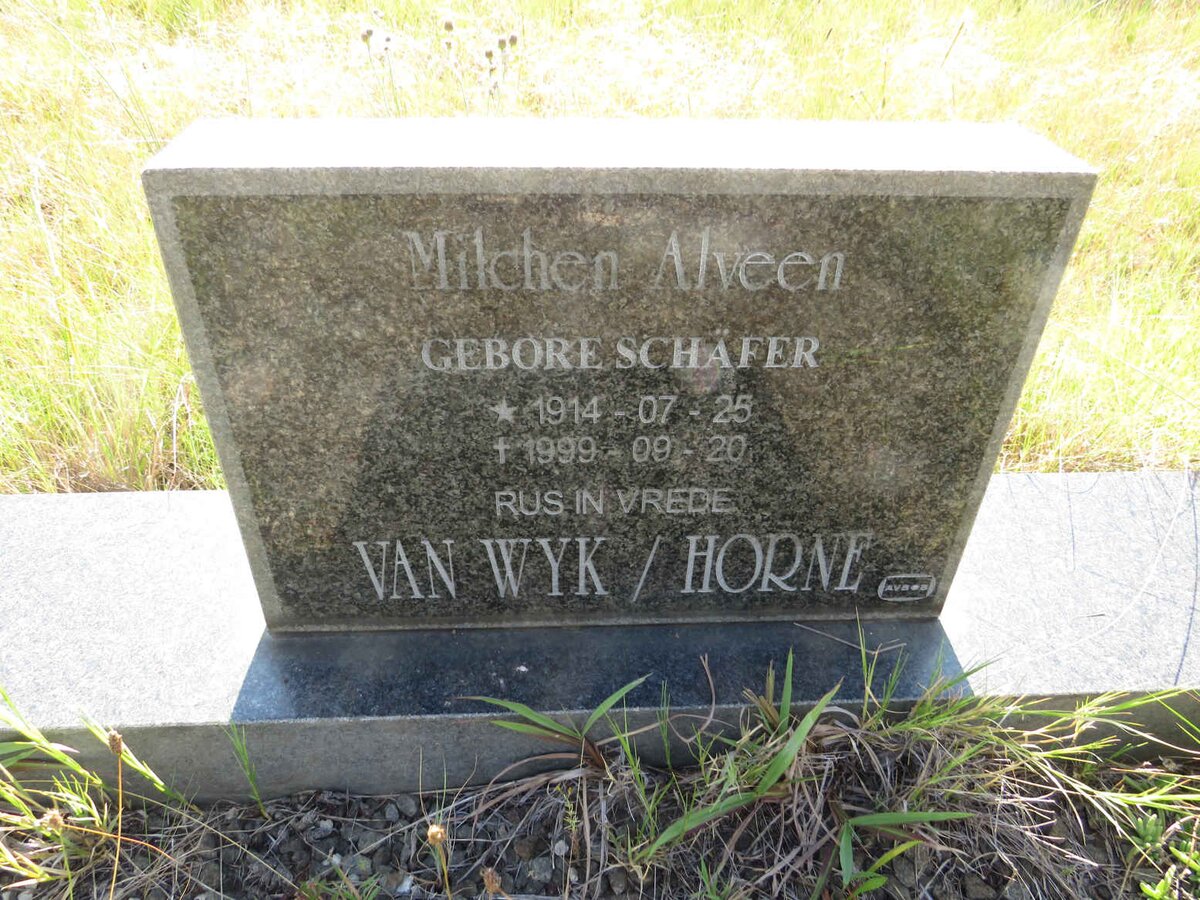 Milchen Alveen
GEBORE SCHÄFER
★ 1914 - 07 - 25
✝ 1999 - 09 - 20
RUS IN VREDE
VAN WYK / HORNE